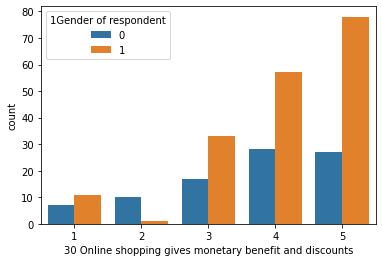 1Gender of respondent
0
1
80
70
60
50
40
30
20
10
0
count
1 2 3 4 5
30 Online shopping gives monetary benefit and discounts